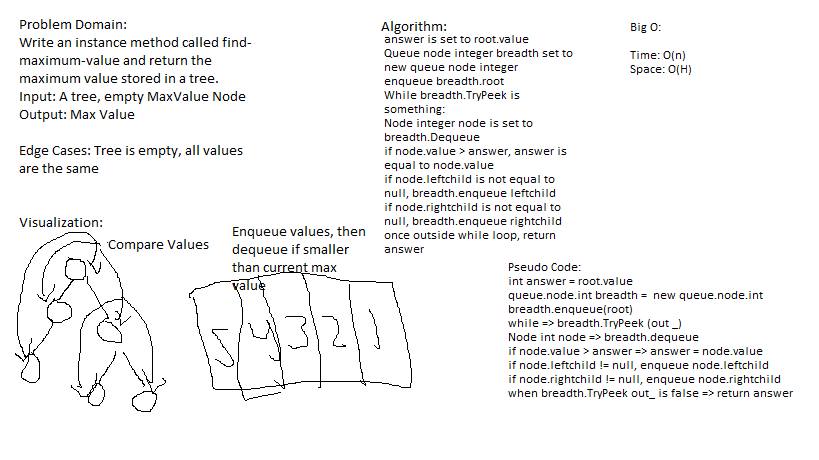 Problem Domain:
Write an instance method called find-
maximum-value and return the
maximum value stored in a tree.
Input: A tree, empty MaxValue Node
Output: Max Value
Edge Cases: Tree is empty, all values
are the same
Visualization:
Compare Values
Enqueue values, then
dequeue if smaller
than current max
value
5 4 3 2 1
Algorithm:
answer is set to root.value
Queue node integer breadth set to
new queue node integer
enqueue breadth.root
While breadth.TryPeek is
something:
Node integer node is set to
breadth.Dequeue
if node.value > answer, answer is
equal to node.value
if node.leftchild is not equal to
null, breadth.enqueue leftchild
if node.rightchild is not equal to
null, breadth.enqueue rightchild
once outside while loop, return
answer
Big O:
Time: O(n)
Space: O(H)
Pseudo Code:
int answer = root.value
queue.node.int breadth =  new queue.node.int
breadth.enqueue(root)
while => breadth.TryPeek (out _)
Node int node => breadth.dequeue
if node.value > answer => answer = node.value
if node.leftchild != null, enqueue node.leftchild
if node.rightchild != null, enqueue node.rightchild
when breadth.TryPeek out_ is false => return answer